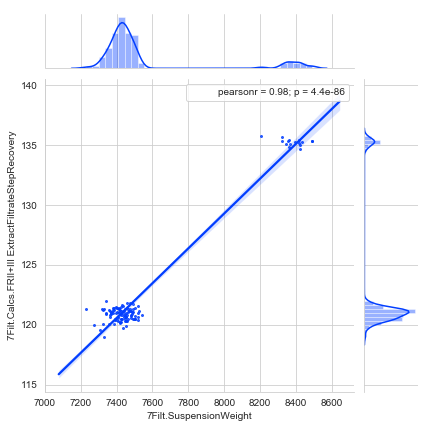 pearsonr = 0.98; p = 4.4e-86
140
135
130
125
120
115
7Filt.Calcs.FRII+III ExtractFiltrateStepRecovery
7000 7200 7400 7600 7800 8000 8200 8400 8600
7Filt.SuspensionWeight